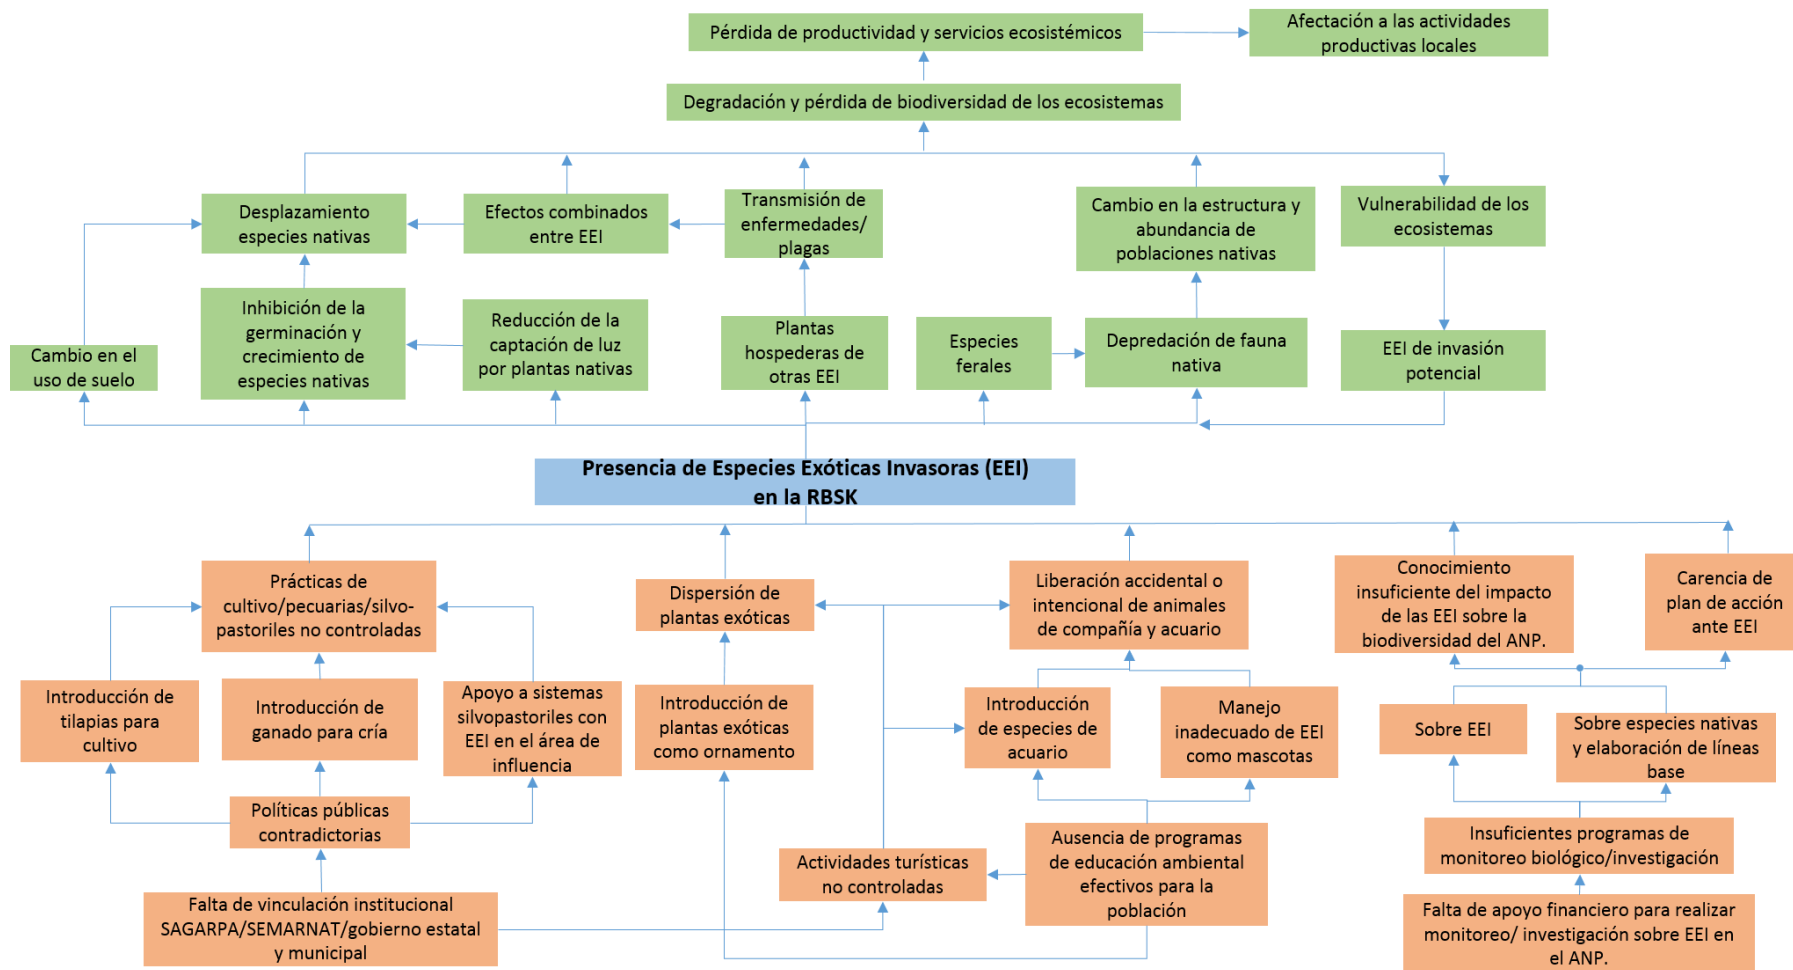 Pérdida de productividad y servicios ecosistémicos
Afectación a las actividades
productivas locales
Degradación y pérdida de biodiversidad de los ecosistemas
Desplazamiento
especies nativas
Efectos combinados
entre EEI
Transmisión de
enfermedades/
plagas
Cambio en la estructura y
abundancia de
poblaciones nativas
Vulnerabilidad de los
ecosistemas
Cambio en el
uso de suelo
Inhibición de la
germinación y
crecimiento de
especies nativas
Reducción de la
captación de luz
por plantas nativas
Plantas
hospederas de
otras EEI
Especies
ferales
Depredación de fauna
nativa
EEI de invasión
potencial
Presencia de Especies Exóticas Invasoras (EEI)
en la RBSK
Prácticas de
cultivo/pecuarias/silvo-
pastoriles no controladas
Dispersión de
plantas exóticas
Liberación accidental o
intencional de animales
de compañía y acuario
Conocimiento
insuficiente del impacto
de las EEI sobre la
biodiversidad del ANP.
Carencia de
plan de acción
ante EEI
Introducción de
tilapias para
cultivo
Introducción de
ganado para cría
Apoyo a sistemas
silvopastoriles con
EEI en el área de
influencia
Introducción de
plantas exóticas
como ornamento
Introducción
de especies de
acuario
Manejo
inadecuado de EEI
como mascotas
Sobre EEI
Sobre especies nativas
y elaboración de líneas
base
Políticas públicas
contradictorias
Actividades turísticas
no controladas
Ausencia de programas
de educación ambiental
efectivos para la
población
Insuficientes programas de
monitoreo biológico/investigación
Falta de vinculación institucional
SAGARPA/SEMARNAT/gobierno estatal
y municipal
Falta de apoyo financiero para realizar
monitoreo/ investigación sobre EEI en
el ANP.